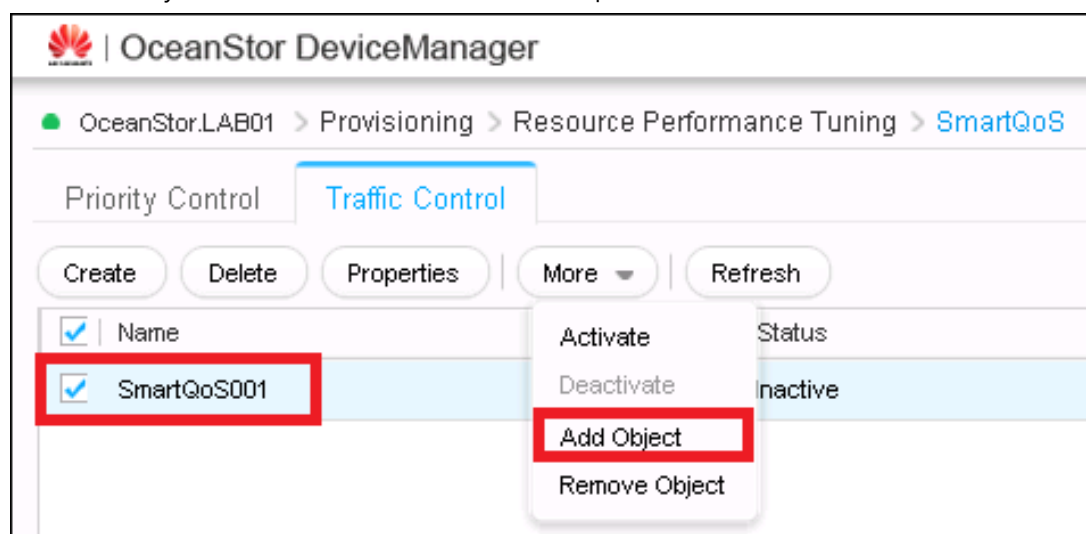 | OceanStor DeviceManager
OceanStor.LAB01 > Provisioning > Resource Performance Tuning > SmartQoS
Priority Control Traffic Control
Create Delete Properties More Refresh
Name Status
SmartQoS001 Inactive
Activate
Deactivate
Add Object
Remove Object